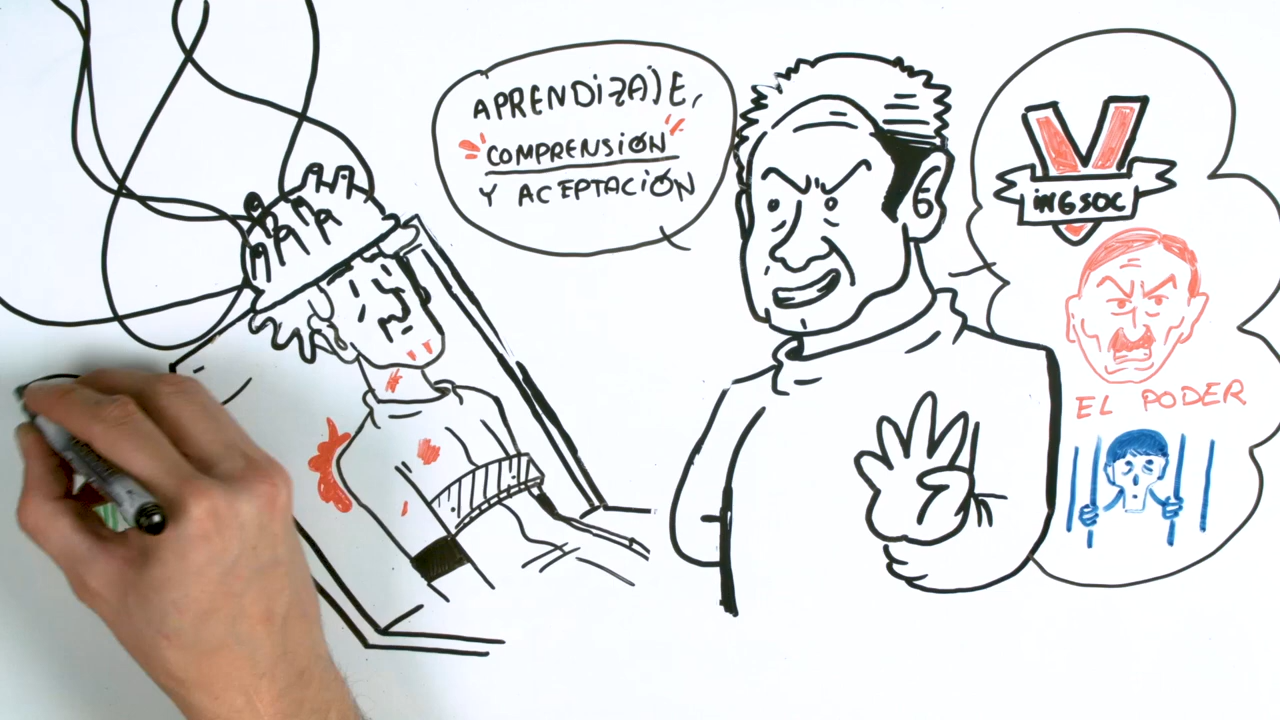 APRENDIZAJE,
COMPRENSIÓN
Y ACEPTACIÓN
INGSOC
EL PODER